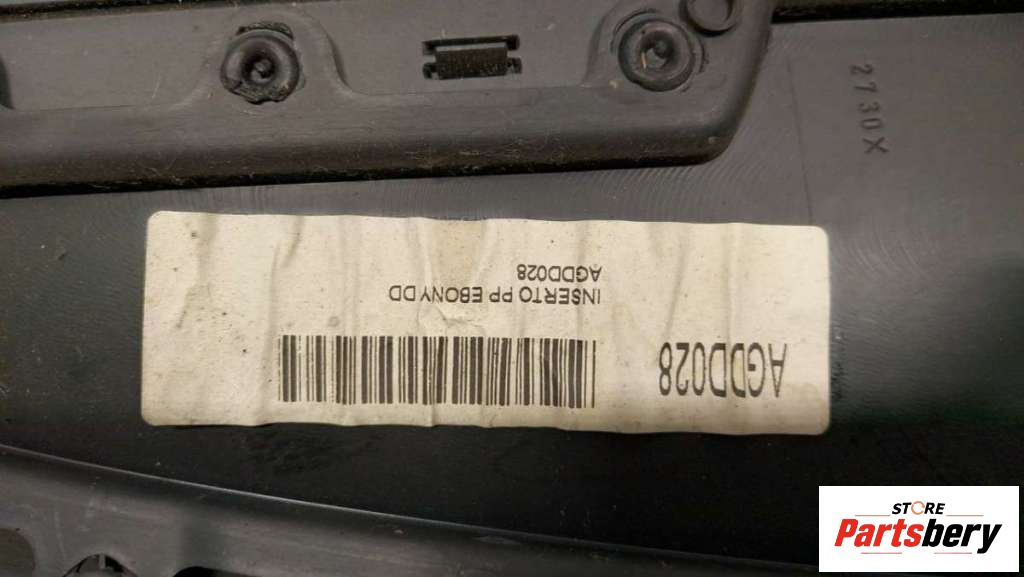 2730X
AGDD028
INSERTO PP EBONY DD
AGDD028
STORE
Partsbery